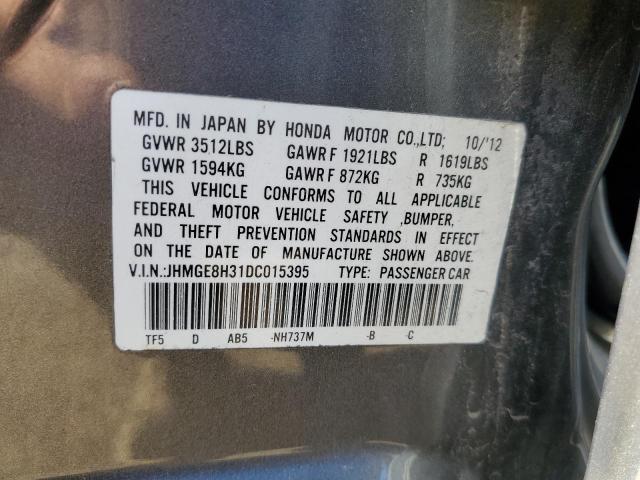 MFD. IN JAPAN BY HONDA MOTOR CO.,LTD; 10/'12
GVWR 3512LBS GAWR F 1921LBS R 1619LBS
GVWR 1594KG GAWR F 872KG R 735KG
THIS VEHICLE CONFORMS TO ALL APPLICABLE
FEDERAL MOTOR VEHICLE SAFETY ,BUMPER,
AND THEFT PREVENTION STANDARDS IN EFFECT
ON THE DATE OF MANUFACTURE SHOWN ABOVE.
V.I.N.:JHMGE8H31DC015395 TYPE: PASSENGER CAR
TF5 D AB5 -NH737M -B -C